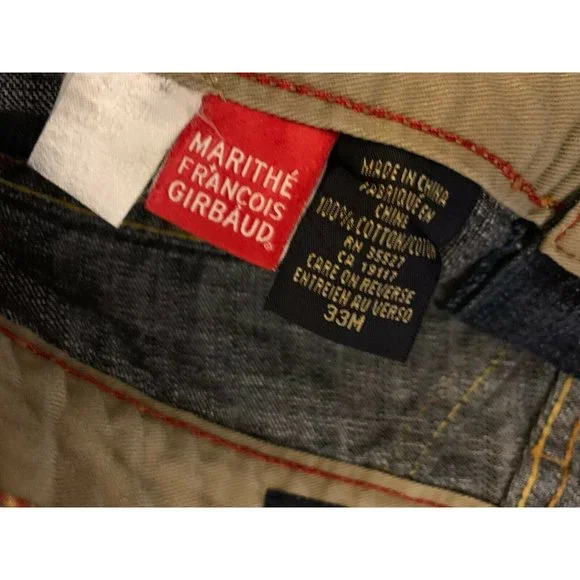 MARITHÉ
FRANÇOIS
GIRBAUD
MADE IN CHINA
FABRIQUE EN
CHINE
100% COTTON/COTON
RN 55527
CA 19117
CARE ON REVERSE
ENTRETIEN AU VERSO
33M